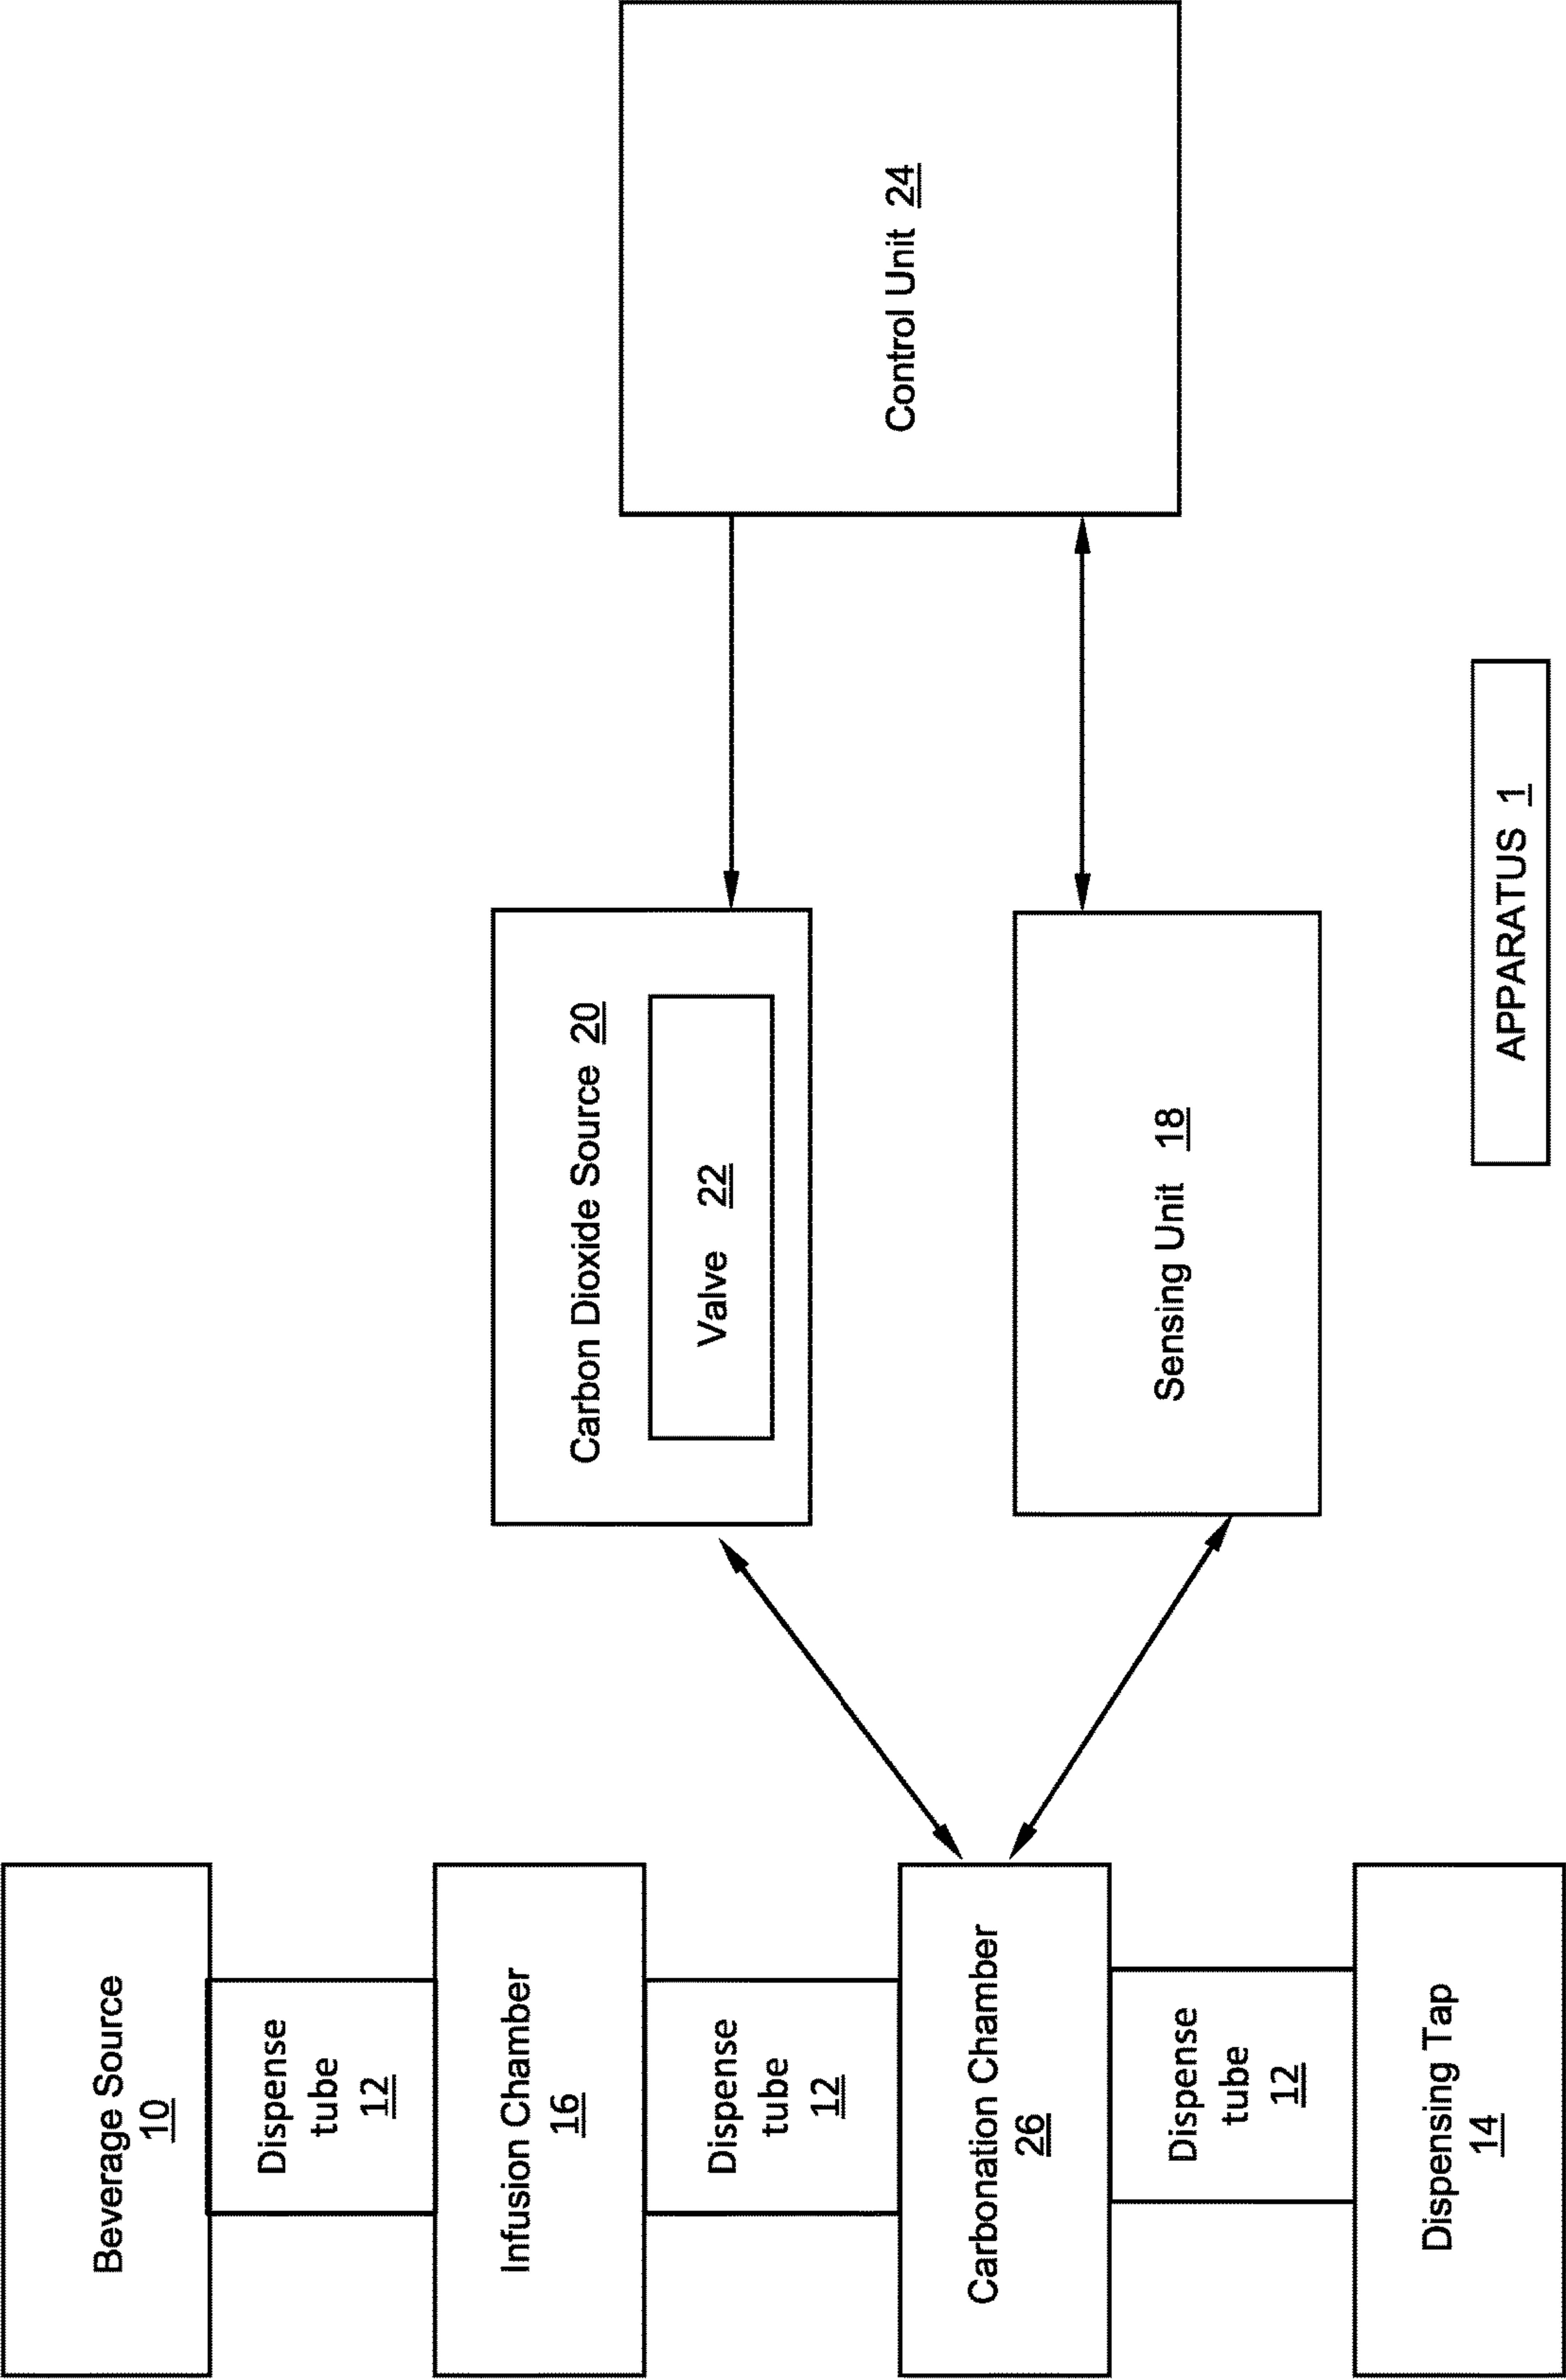 Beverage Source
10
Dispense
tube 12
Infusion Chamber
16
Dispense
tube 12
Carbonation Chamber
26
Dispense
tube 12
Dispensing Tap
14
Carbon Dioxide Source 20
Valve 22
Sensing Unit 18
Control Unit 24
APPARATUS 1